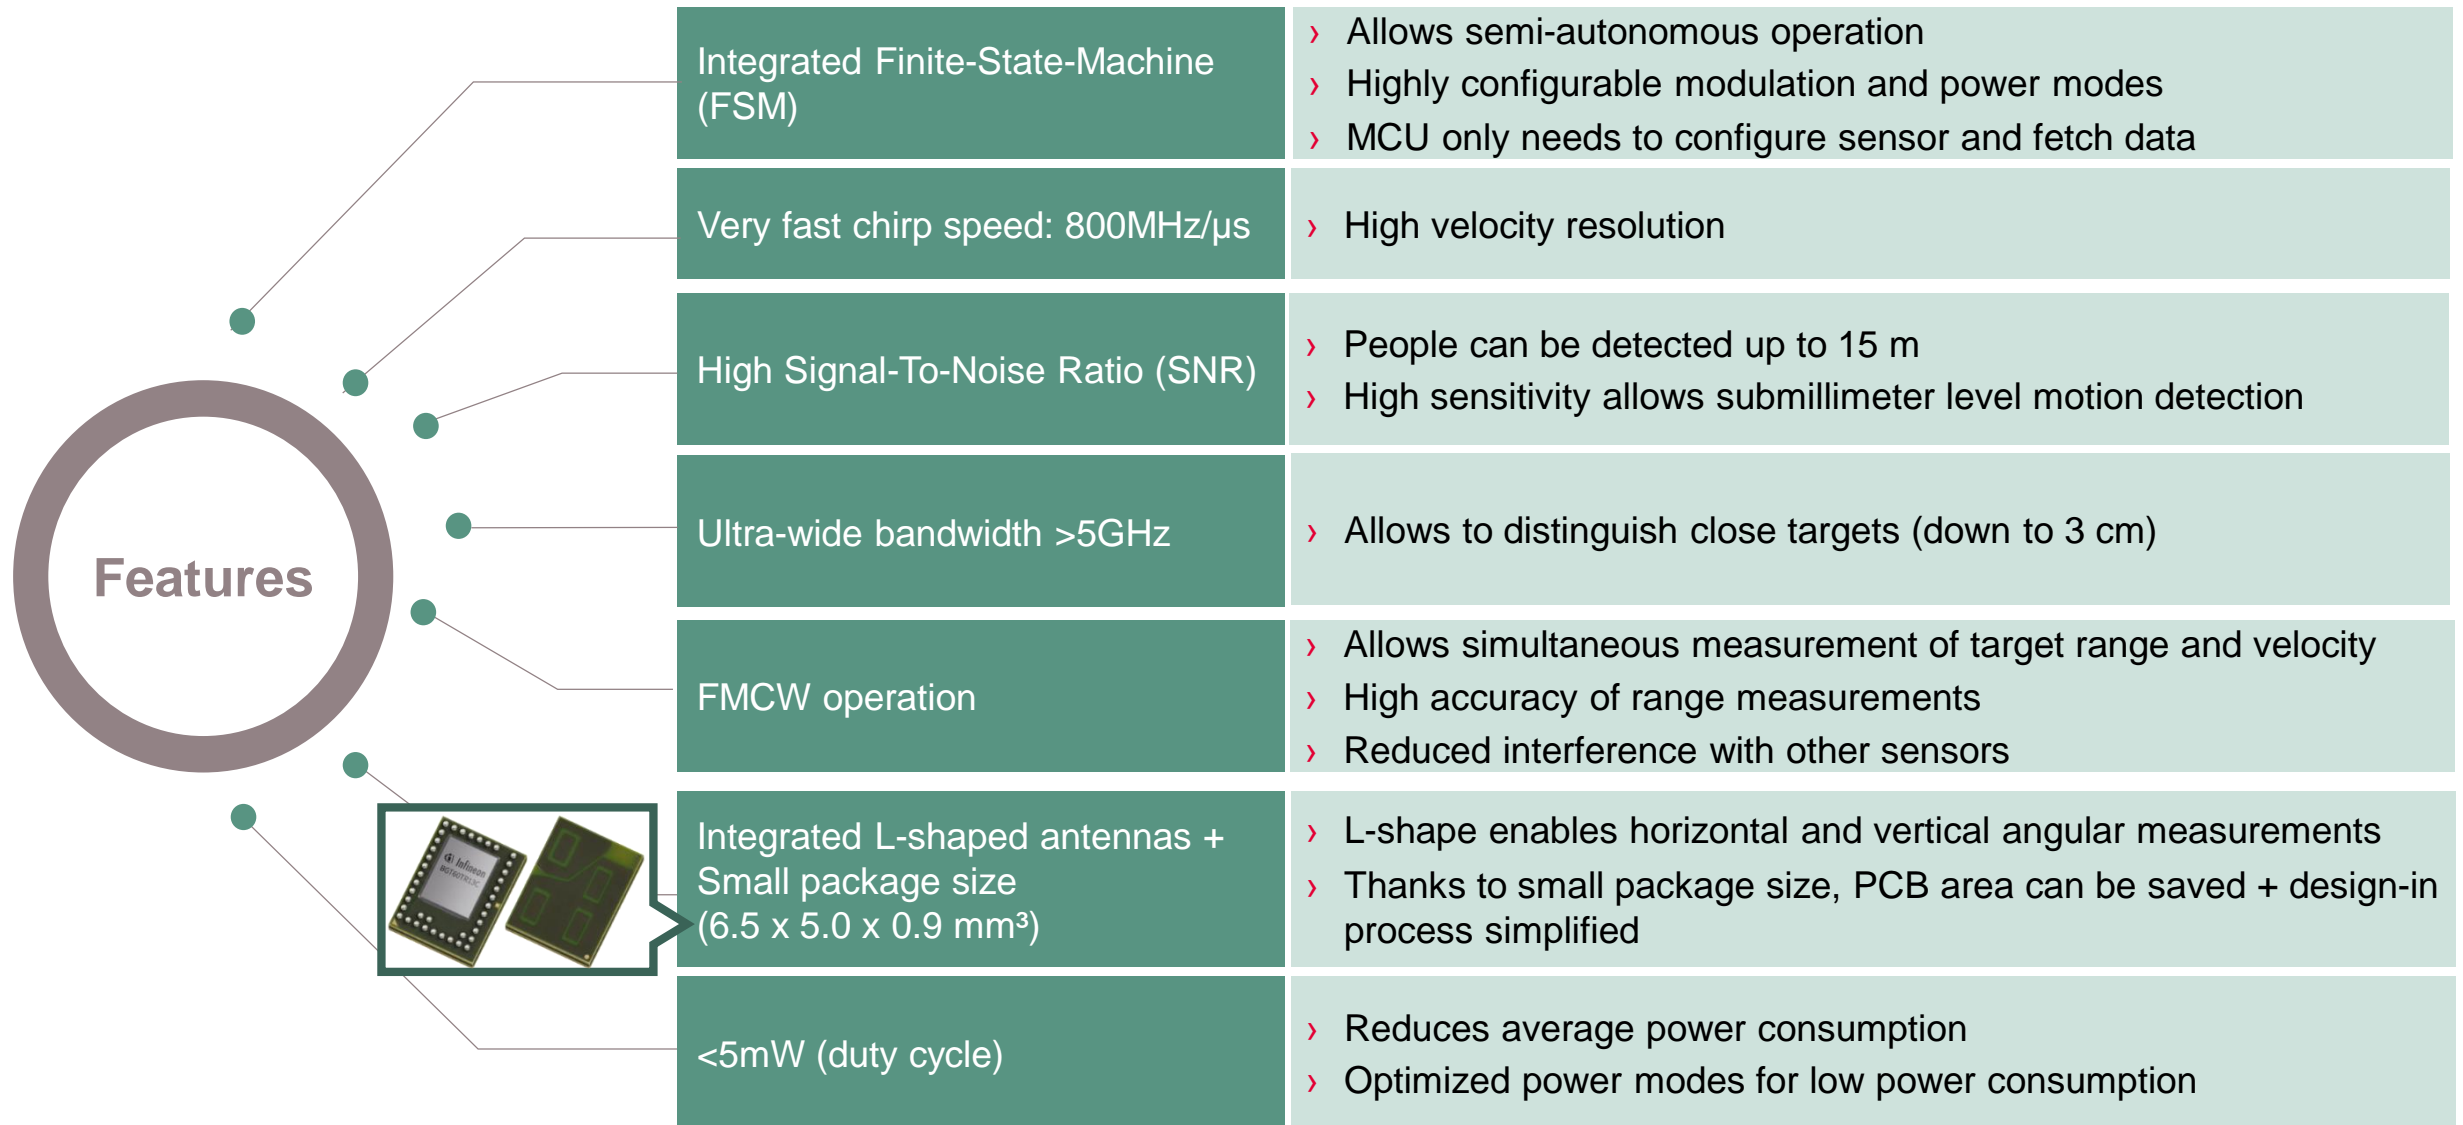 Features
Integrated Finite-State-Machine
(FSM)
› Allows semi-autonomous operation
› Highly configurable modulation and power modes
› MCU only needs to configure sensor and fetch data
Very fast chirp speed: 800MHz/µs
› High velocity resolution
High Signal-To-Noise Ratio (SNR)
› People can be detected up to 15 m
› High sensitivity allows submillimeter level motion detection
Ultra-wide bandwidth >5GHz
› Allows to distinguish close targets (down to 3 cm)
FMCW operation
› Allows simultaneous measurement of target range and velocity
› High accuracy of range measurements
› Reduced interference with other sensors
Infineon
BGT60TR13C
Integrated L-shaped antennas +
Small package size
(6.5 x 5.0 x 0.9 mm³)
› L-shape enables horizontal and vertical angular measurements
› Thanks to small package size, PCB area can be saved + design-in
process simplified
<5mW (duty cycle)
› Reduces average power consumption
› Optimized power modes for low power consumption